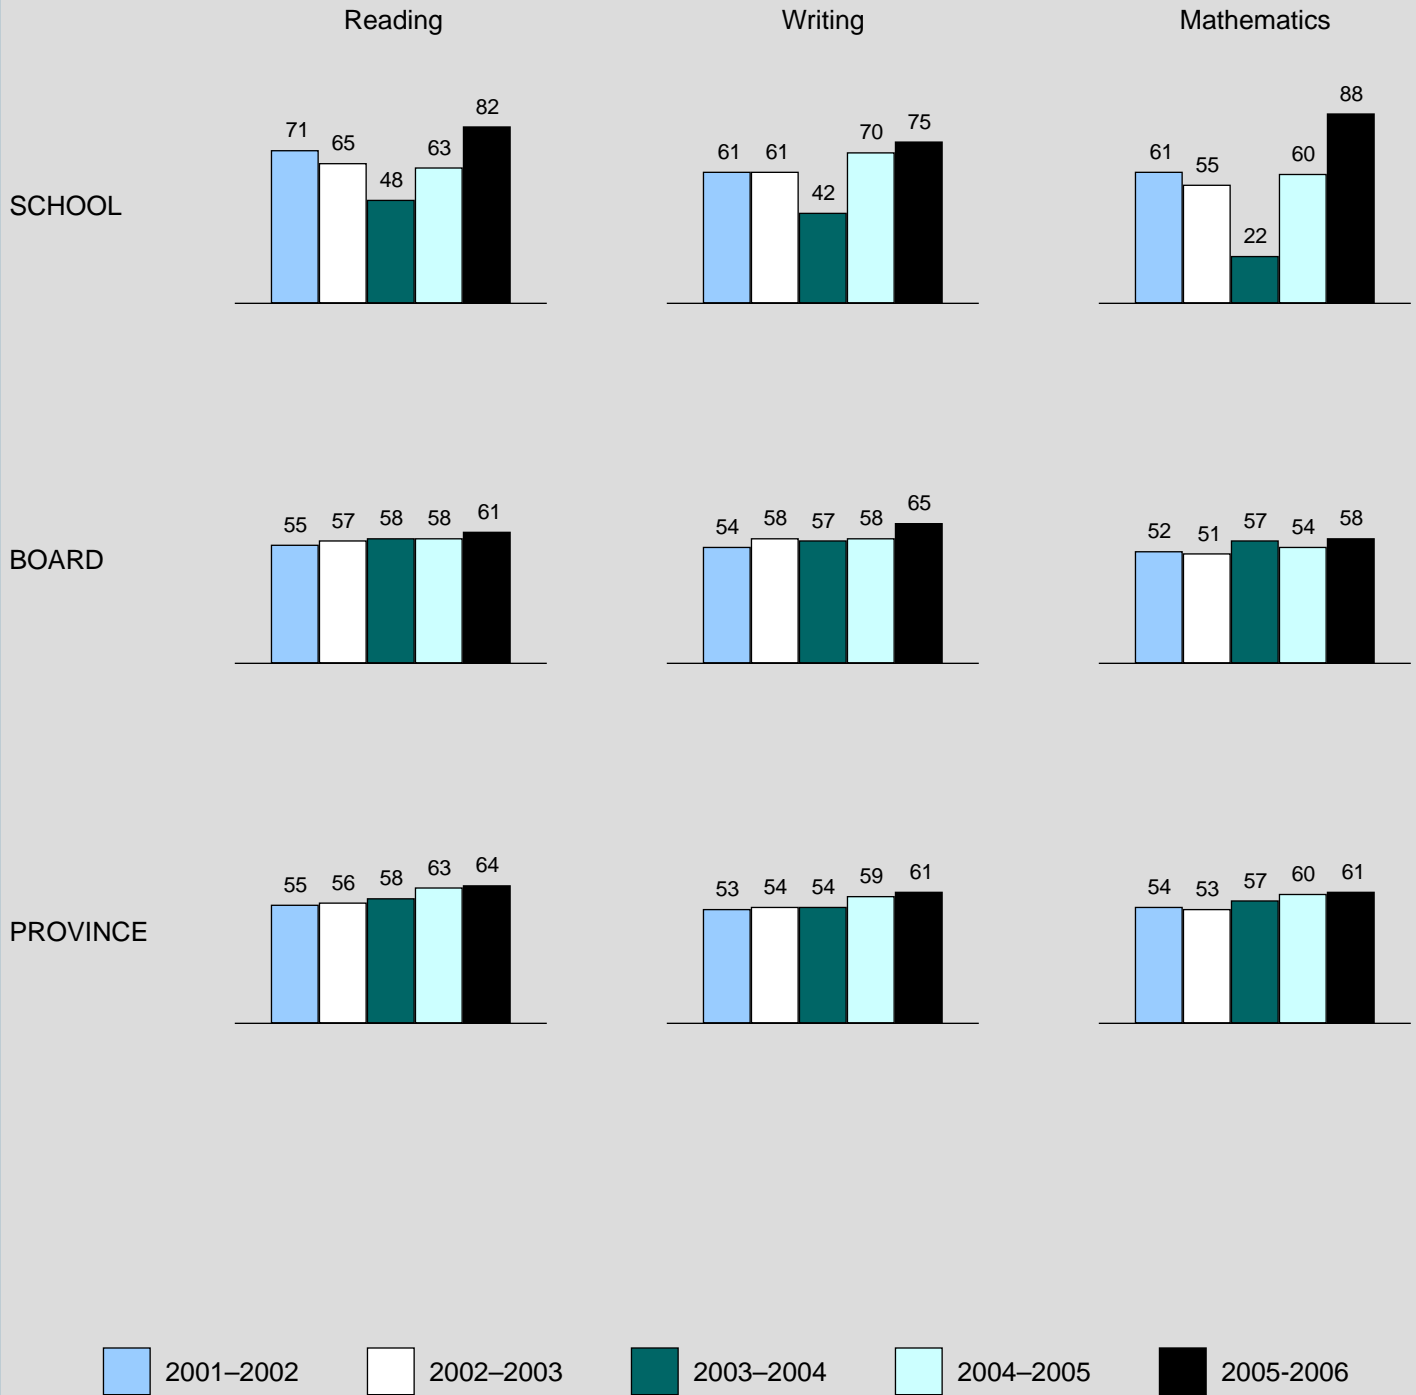 Reading Writing Mathematics
SCHOOL
71 65 48 63 82
61 61 42 70 75
61 55 22 60 88
BOARD
55 57 58 58 61
54 58 57 58 65
52 51 57 54 58
PROVINCE
55 56 58 63 64
53 54 54 59 61
54 53 57 60 61
2001–2002 2002–2003 2003–2004 2004–2005 2005-2006